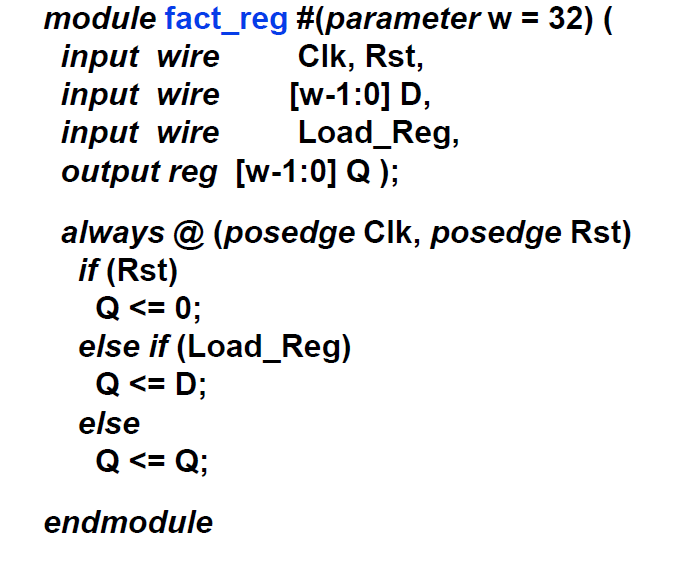 module fact_reg #(parameter w = 32) (
input wire Clk, Rst,
input wire [w-1:0] D,
input wire Load_Reg,
output reg [w-1:0] Q );
always @ (posedge Clk, posedge Rst)
if (Rst)
Q <= 0;
else if (Load_Reg)
Q <= D;
else
Q <= Q;
endmodule